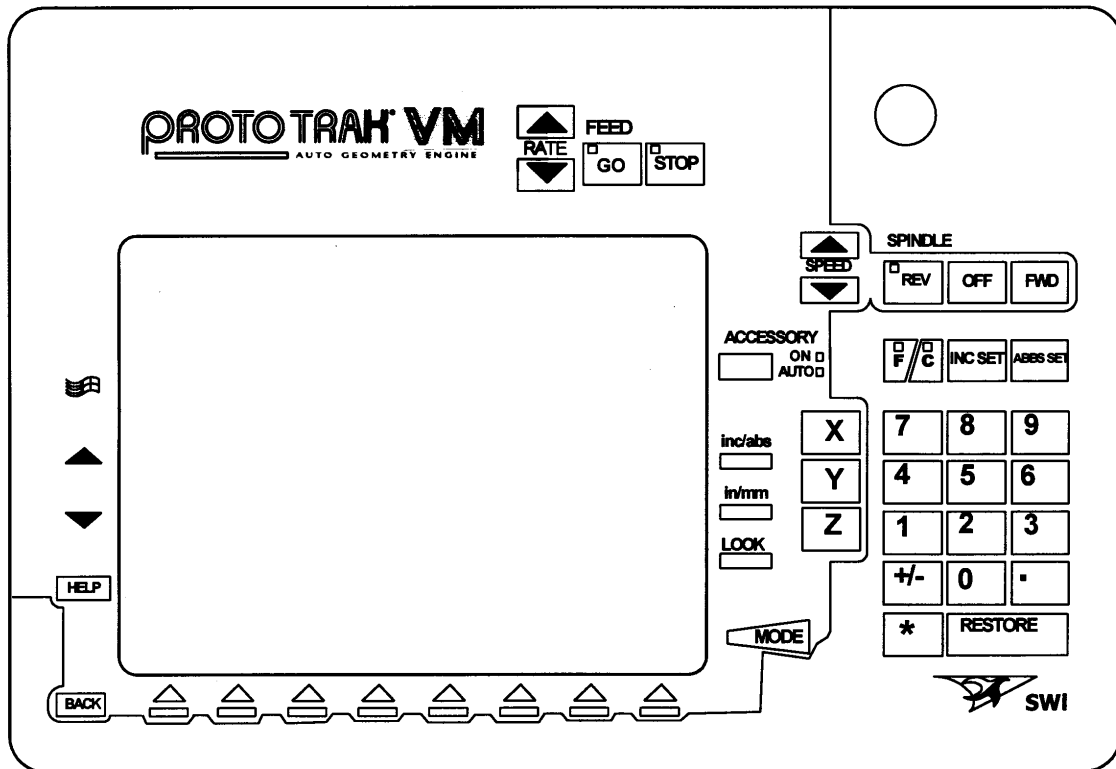 PROTOTRAK® VM
AUTO GEOMETRY ENGINE
FEED
RATE
GO
STOP
SPINDLE
SPEED
REV
OFF
FWD
ACCESSORY
ON
AUTO
F/C
INC SET
ABBS SET
X
7
8
9
inc/abs
Y
4
5
6
in/mm
Z
1
2
3
LOOK
HELP
+/-
0
.
MODE
*
RESTORE
BACK
SWI